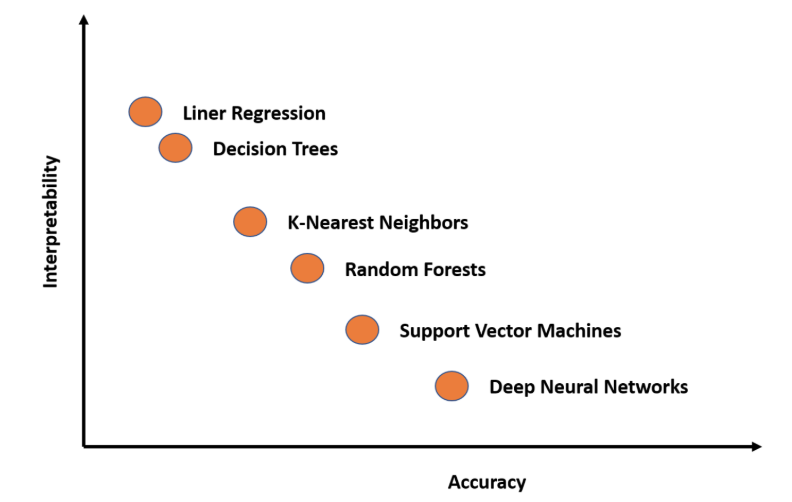 Interpretability
Liner Regression
Decision Trees
K-Nearest Neighbors
Random Forests
Support Vector Machines
Deep Neural Networks
Accuracy